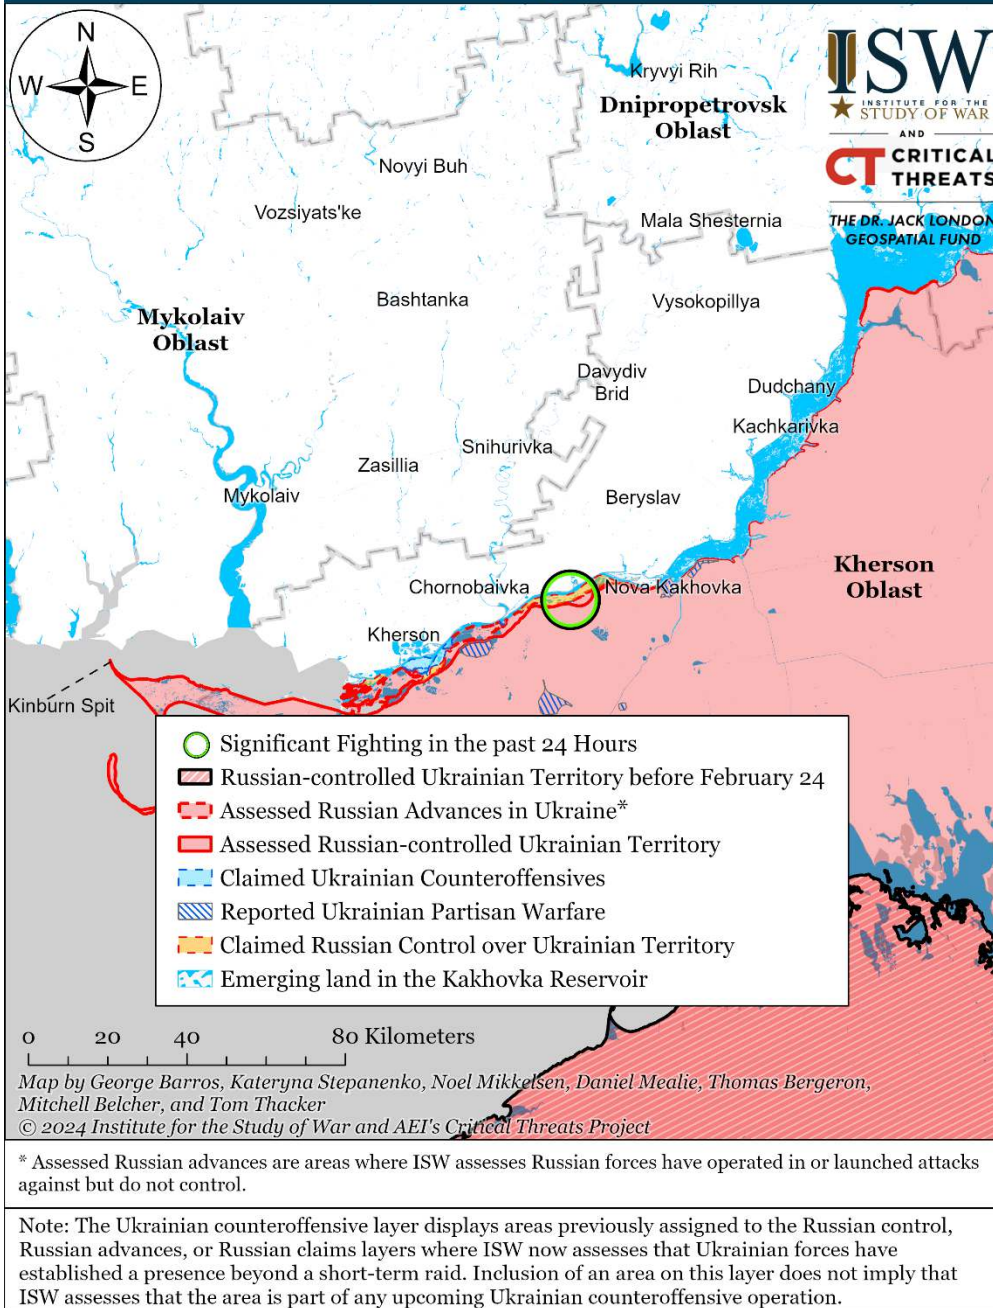 N
W
E
S
ISW
INSTITUTE FOR THE
STUDY OF WAR
AND
CT CRITICAL
THREATS
THE DR. JACK LONDON
GEOSPATIAL FUND
Kryvyi Rih
Dnipropetrovsk
Oblast
Novyi Buh
Vozsiyats'ke
Mala Shesternia
Bashtanka
Vysokopillya
Mykolaiv
Oblast
Davydiv
Brid
Dudchany
Kachkarivka
Snihurivka
Zasillia
Mykolaiv
Beryslav
Kherson
Oblast
Chornobaivka
Nova Kakhovka
Kherson
Kinburn Spit
Significant Fighting in the past 24 Hours
Russian-controlled Ukrainian Territory before February 24
Assessed Russian Advances in Ukraine*
Assessed Russian-controlled Ukrainian Territory
Claimed Ukrainian Counteroffensives
Reported Ukrainian Partisan Warfare
Claimed Russian Control over Ukrainian Territory
Emerging land in the Kakhovka Reservoir
0 20 40 80 Kilometers
Map by George Barros, Kateryna Stepanenko, Noel Mikkelsen, Daniel Mealie, Thomas Bergeron,
Mitchell Belcher, and Tom Thacker
© 2024 Institute for the Study of War and AEI's Critical Threats Project
* Assessed Russian advances are areas where ISW assesses Russian forces have operated in or launched attacks
against but do not control.
Note: The Ukrainian counteroffensive layer displays areas previously assigned to the Russian control,
Russian advances, or Russian claims layers where ISW now assesses that Ukrainian forces have
established a presence beyond a short-term raid. Inclusion of an area on this layer does not imply that
ISW assesses that the area is part of any upcoming Ukrainian counteroffensive operation.